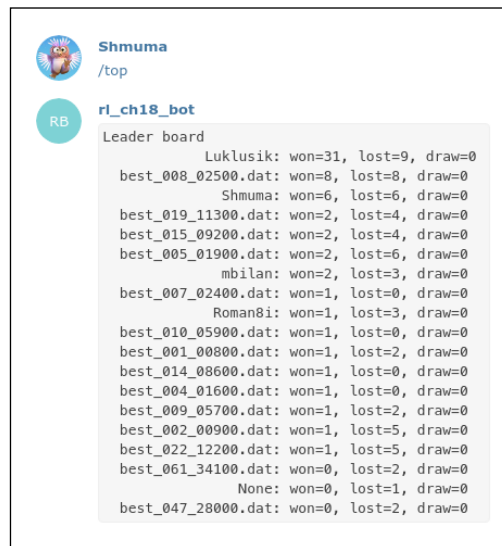 Shmuma
/top
RB
rl_ch18_bot
Leader board
Luklusik: won=31, lost=9, draw=0
best_008_02500.dat: won=8, lost=8, draw=0
Shmuma: won=6, lost=6, draw=0
best_019_11300.dat: won=2, lost=4, draw=0
best_015_09200.dat: won=2, lost=4, draw=0
best_005_01900.dat: won=2, lost=6, draw=0
mbilan: won=2, lost=3, draw=0
best_007_02400.dat: won=1, lost=0, draw=0
Roman8i: won=1, lost=3, draw=0
best_010_05900.dat: won=1, lost=0, draw=0
best_001_00800.dat: won=1, lost=2, draw=0
best_014_08600.dat: won=1, lost=0, draw=0
best_004_01600.dat: won=1, lost=0, draw=0
best_009_05700.dat: won=1, lost=2, draw=0
best_002_00900.dat: won=1, lost=5, draw=0
best_022_12200.dat: won=1, lost=5, draw=0
best_061_34100.dat: won=0, lost=2, draw=0
None: won=0, lost=1, draw=0
best_047_28000.dat: won=0, lost=2, draw=0